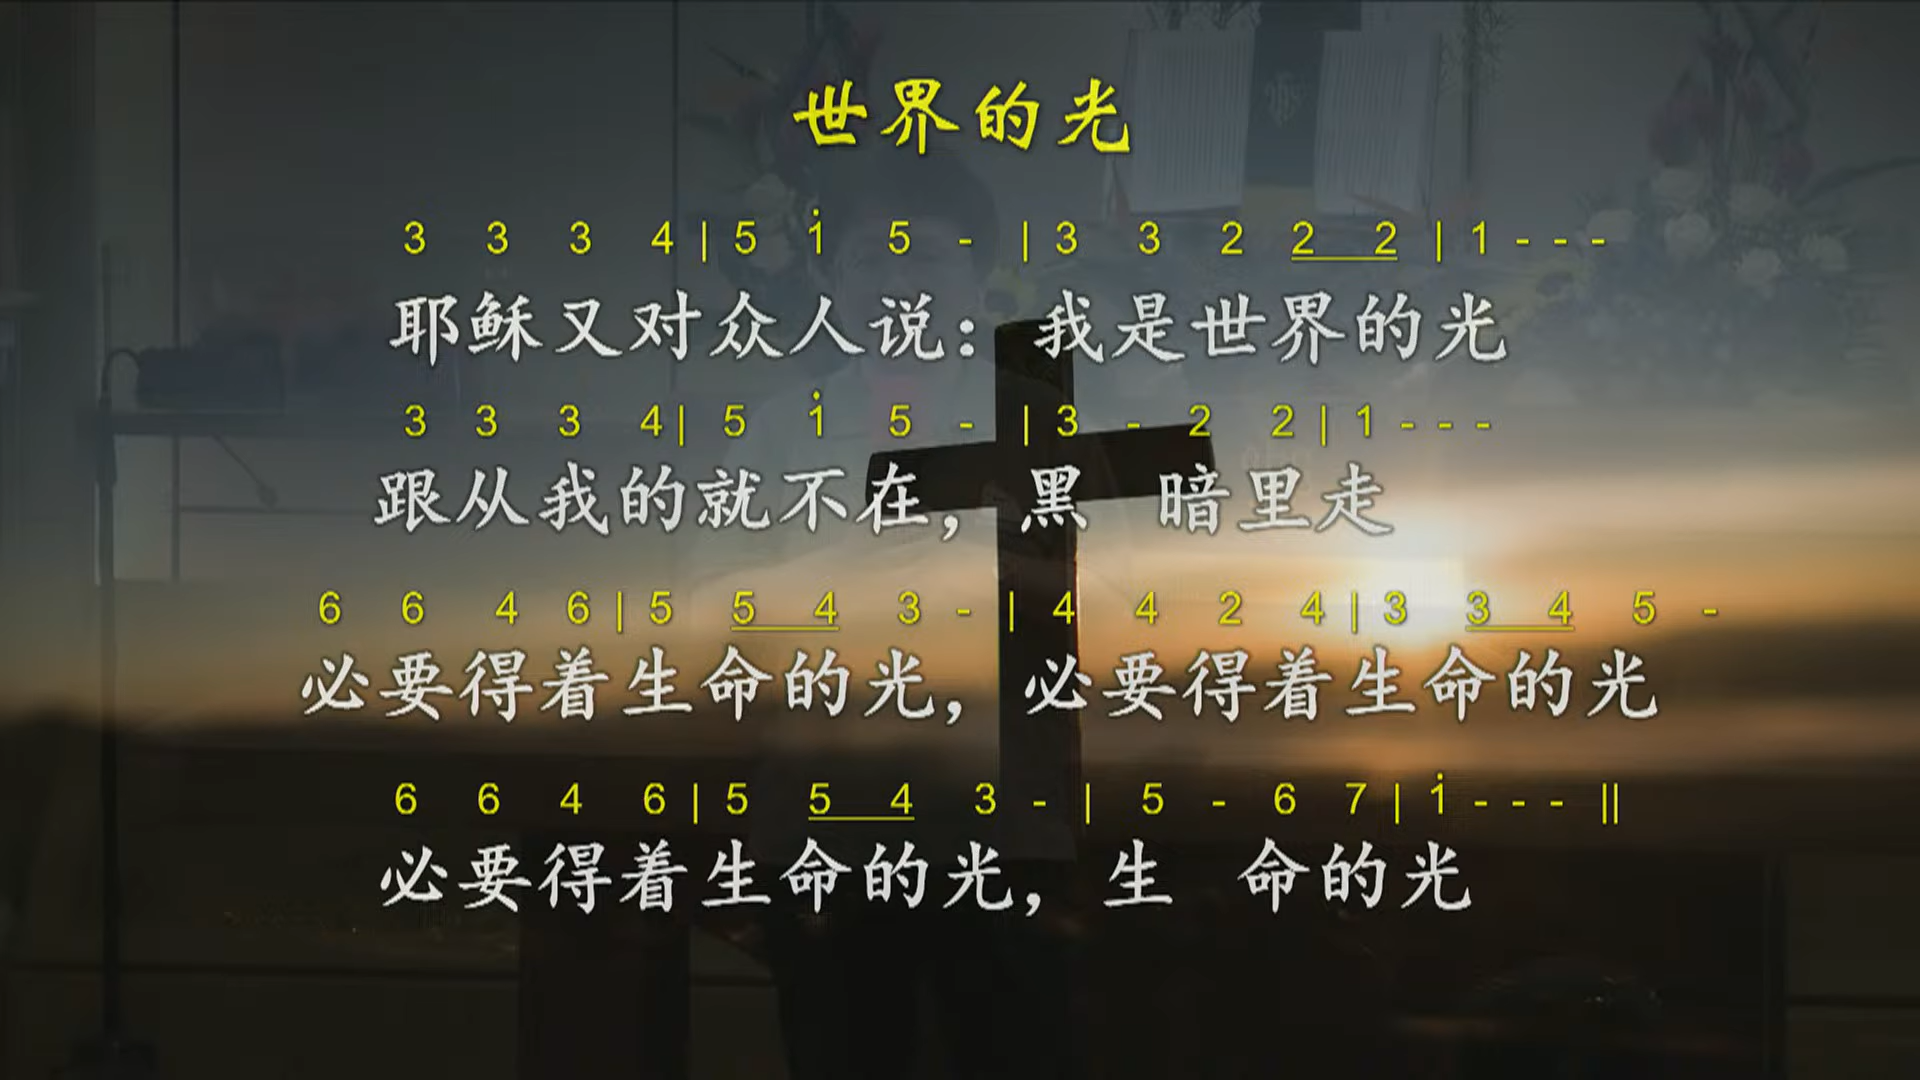 世界的光
3 3 3 4 | 5 1̇ 5 - | 3 3 2 2 2 | 1 - - -
耶稣又对众人说：我是世界的光
3 3 3 4 | 5 1̇ 5 - | 3 - 2 2 | 1 - - -
跟从我的就不在，黑 暗里走
6 6 4 6 | 5 5 4 3 - | 4 4 2 4 | 3 3 4 5 -
必要得着生命的光，必要得着生命的光
6 6 4 6 | 5 5 4 3 - | 5 - 6 7 | 1̇ - - - ||
必要得着生命的光，生 命的光